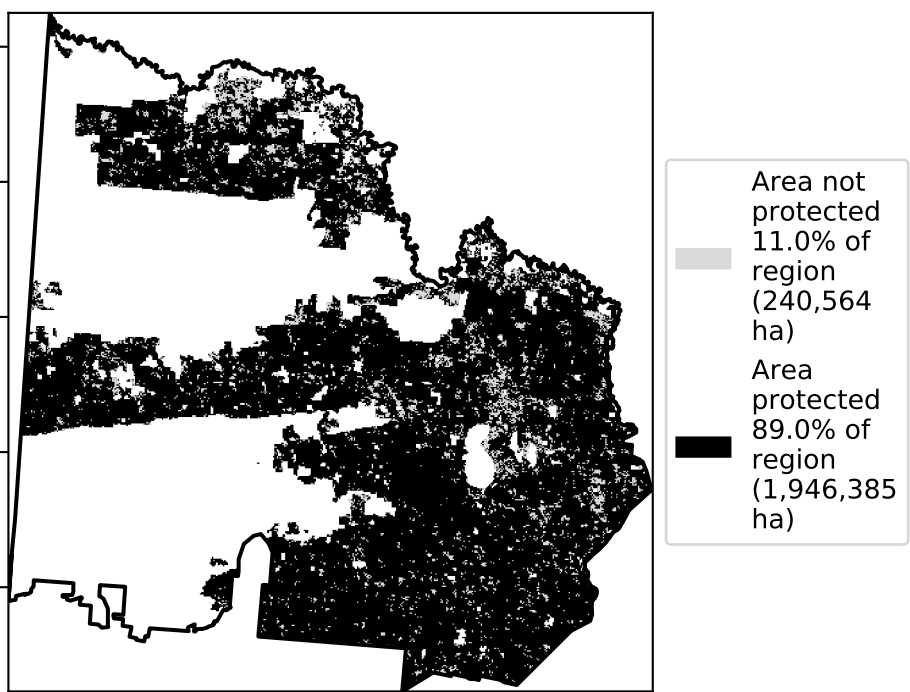 Area not
protected
11.0% of
region
(240,564
ha)
Area
protected
89.0% of
region
(1,946,385
ha)